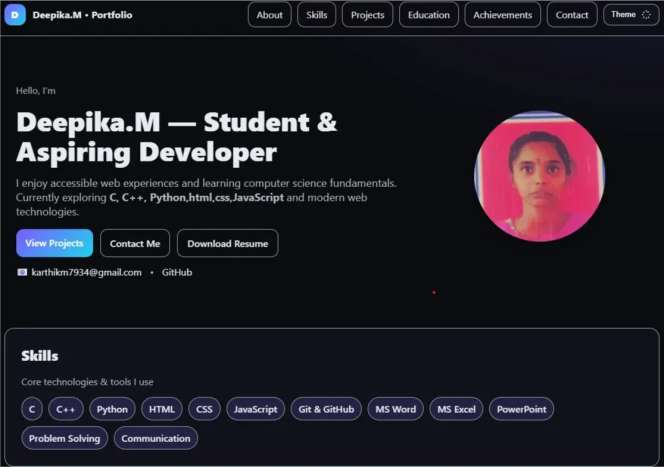 D Deepika.M • Portfolio About Skills Projects Education Achievements Contact Theme
Hello, I'm
Deepika.M — Student &
Aspiring Developer
I enjoy accessible web experiences and learning computer science fundamentals.
Currently exploring C, C++, Python,html,css,JavaScript and modern web
technologies.
View Projects Contact Me Download Resume
karthikm7934@gmail.com • GitHub
Skills
Core technologies & tools I use
C C++ Python HTML CSS JavaScript Git & GitHub MS Word MS Excel PowerPoint
Problem Solving Communication